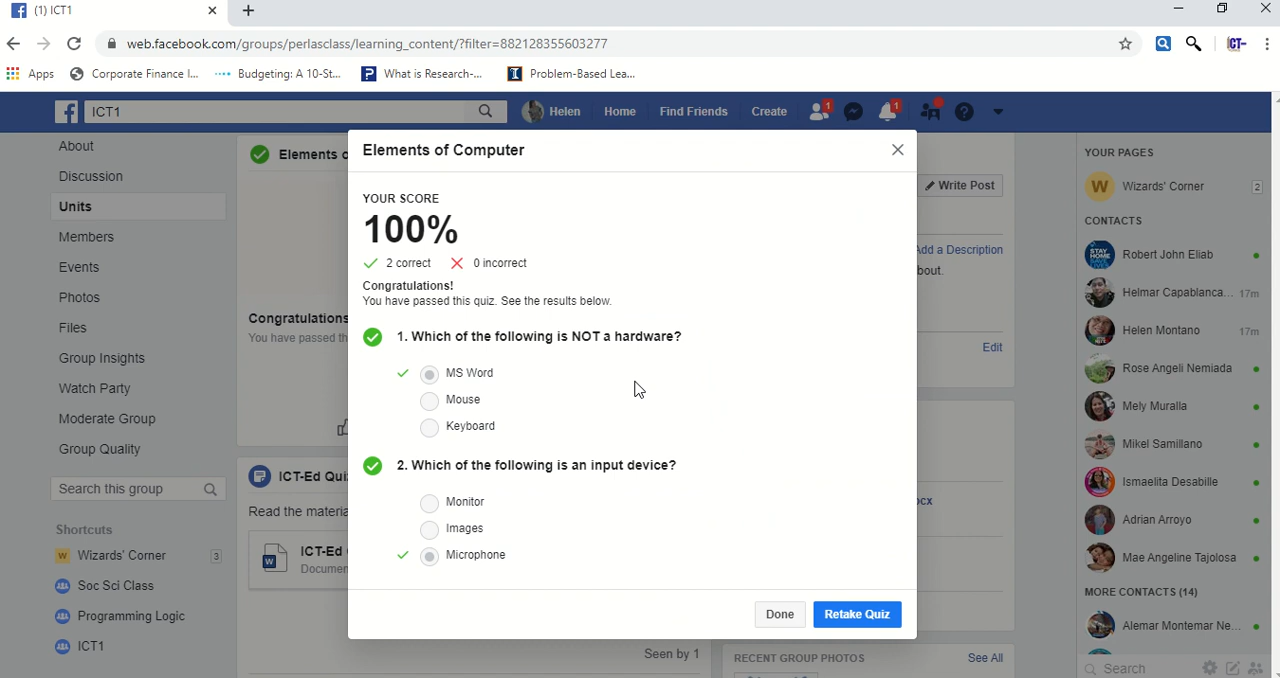 (1) ICT1
web.facebook.com/groups/perlasclass/learning_content/?filter=882128355603277
Apps Corporate Finance I... Budgeting: A 10-St... What is Research-... Problem-Based Lea...
ICT1 Helen Home Find Friends Create 1 1
About
Discussion
Units
Members
Events
Photos
Files
Group Insights
Watch Party
Moderate Group
Group Quality
Search this group
Shortcuts
Wizards' Corner 3
Soc Sci Class
Programming Logic
ICT1
Elements o
Congratulations
You have passed th
ICT-Ed Qui
Read the materia
ICT-Ed
Documen
Seen by 1
Elements of Computer
YOUR SCORE
100%
2 correct 0 incorrect
Congratulations!
You have passed this quiz. See the results below.
1. Which of the following is NOT a hardware?
MS Word
Mouse
Keyboard
2. Which of the following is an input device?
Monitor
Images
Microphone
Done Retake Quiz
Write Post
Add a Description
bout.
Edit
ocx
RECENT GROUP PHOTOS See All
YOUR PAGES
W Wizards' Corner 2
CONTACTS
Robert John Eliab
Helmar Capablanca... 17m
Helen Montano 17m
Rose Angeli Nemiada
Mely Muralla
Mikel Samillano
Ismaelita Desabille
Adrian Arroyo
Mae Angeline Tajolosa
MORE CONTACTS (14)
Alemar Montemar Ne...
Search